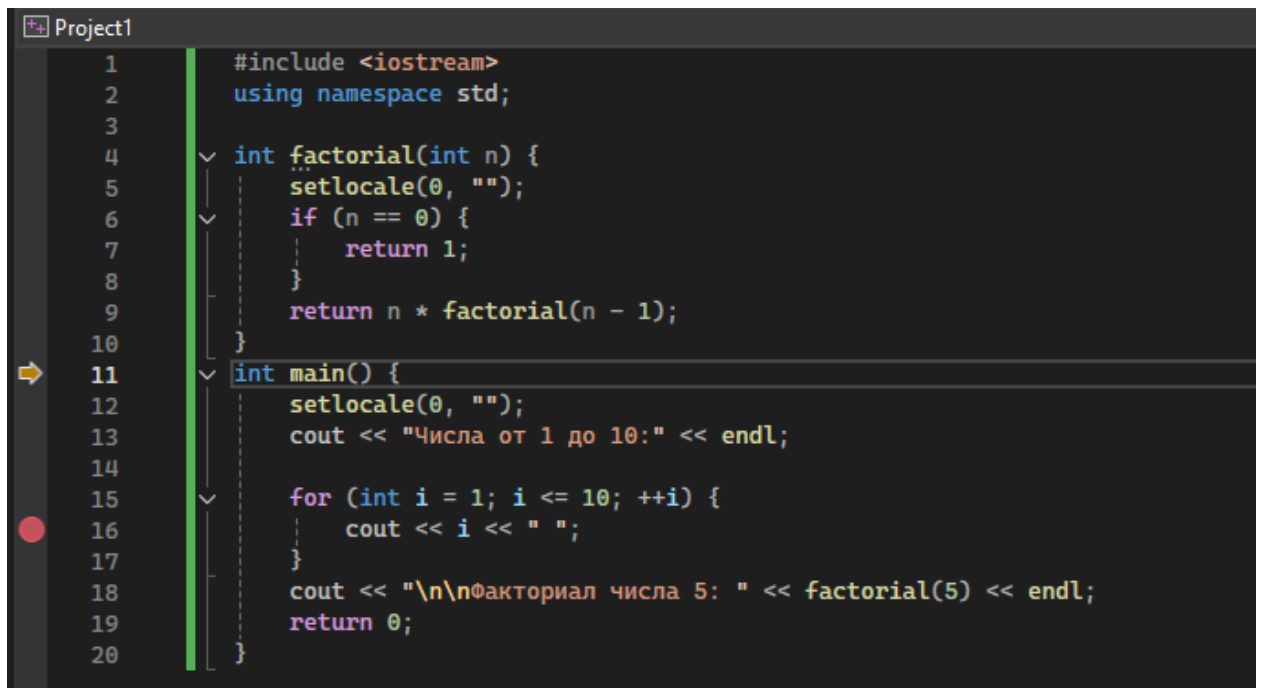 Project1
1 #include <iostream>
2 using namespace std;
3
4 int factorial(int n) {
5 setlocale(0, "");
6 if (n == 0) {
7 return 1;
8 }
9 return n * factorial(n - 1);
10 }
11 int main() {
12 setlocale(0, "");
13 cout << "Числа от 1 до 10:" << endl;
14
15 for (int i = 1; i <= 10; ++i) {
16 cout << i << " ";
17 }
18 cout << "\n\nФакториал числа 5: " << factorial(5) << endl;
19 return 0;
20 }